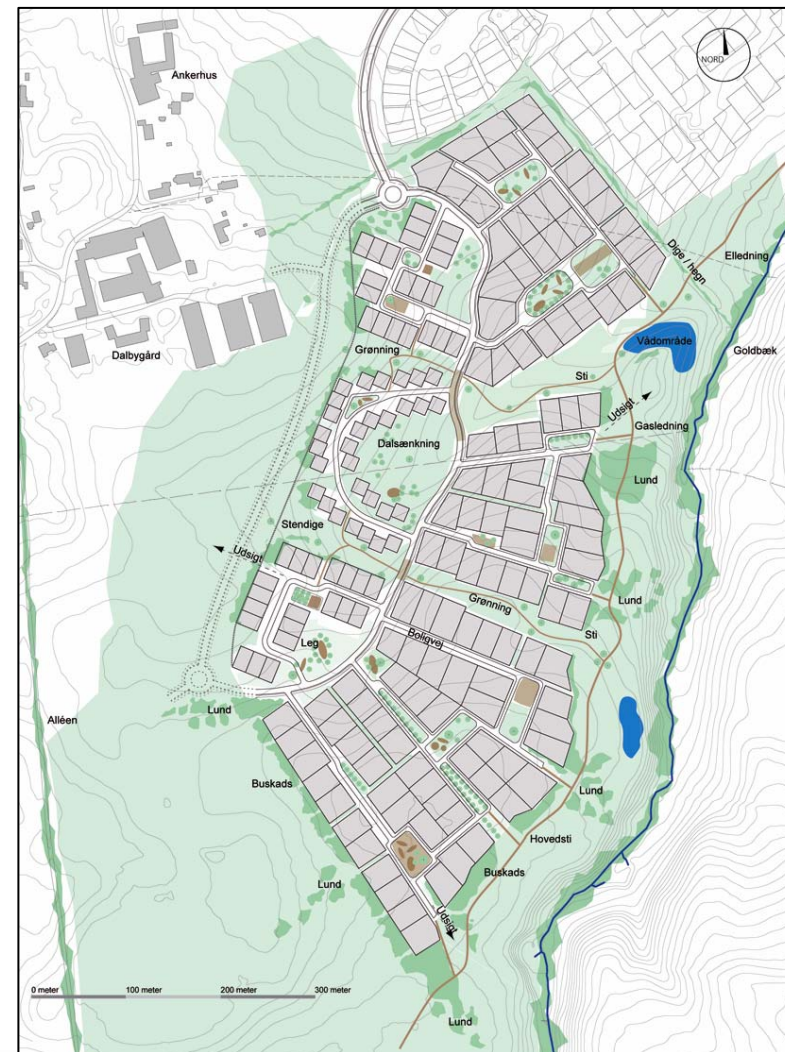 NORD
Ankerhus
Dige / hegn
Elledning
Dalbygård
Grønning
Vådområde
Goldbæk
Sti
Udsigt
Gasledning
Dalsænkning
Lund
Stendige
Udsigt
Grønning
Lund
Sti
Boligvej
Leg
Lund
Alléen
Buskads
Lund
Hovedsti
Buskads
Lund
Udsigt
0 meter 100 meter 200 meter 300 meter
Lund